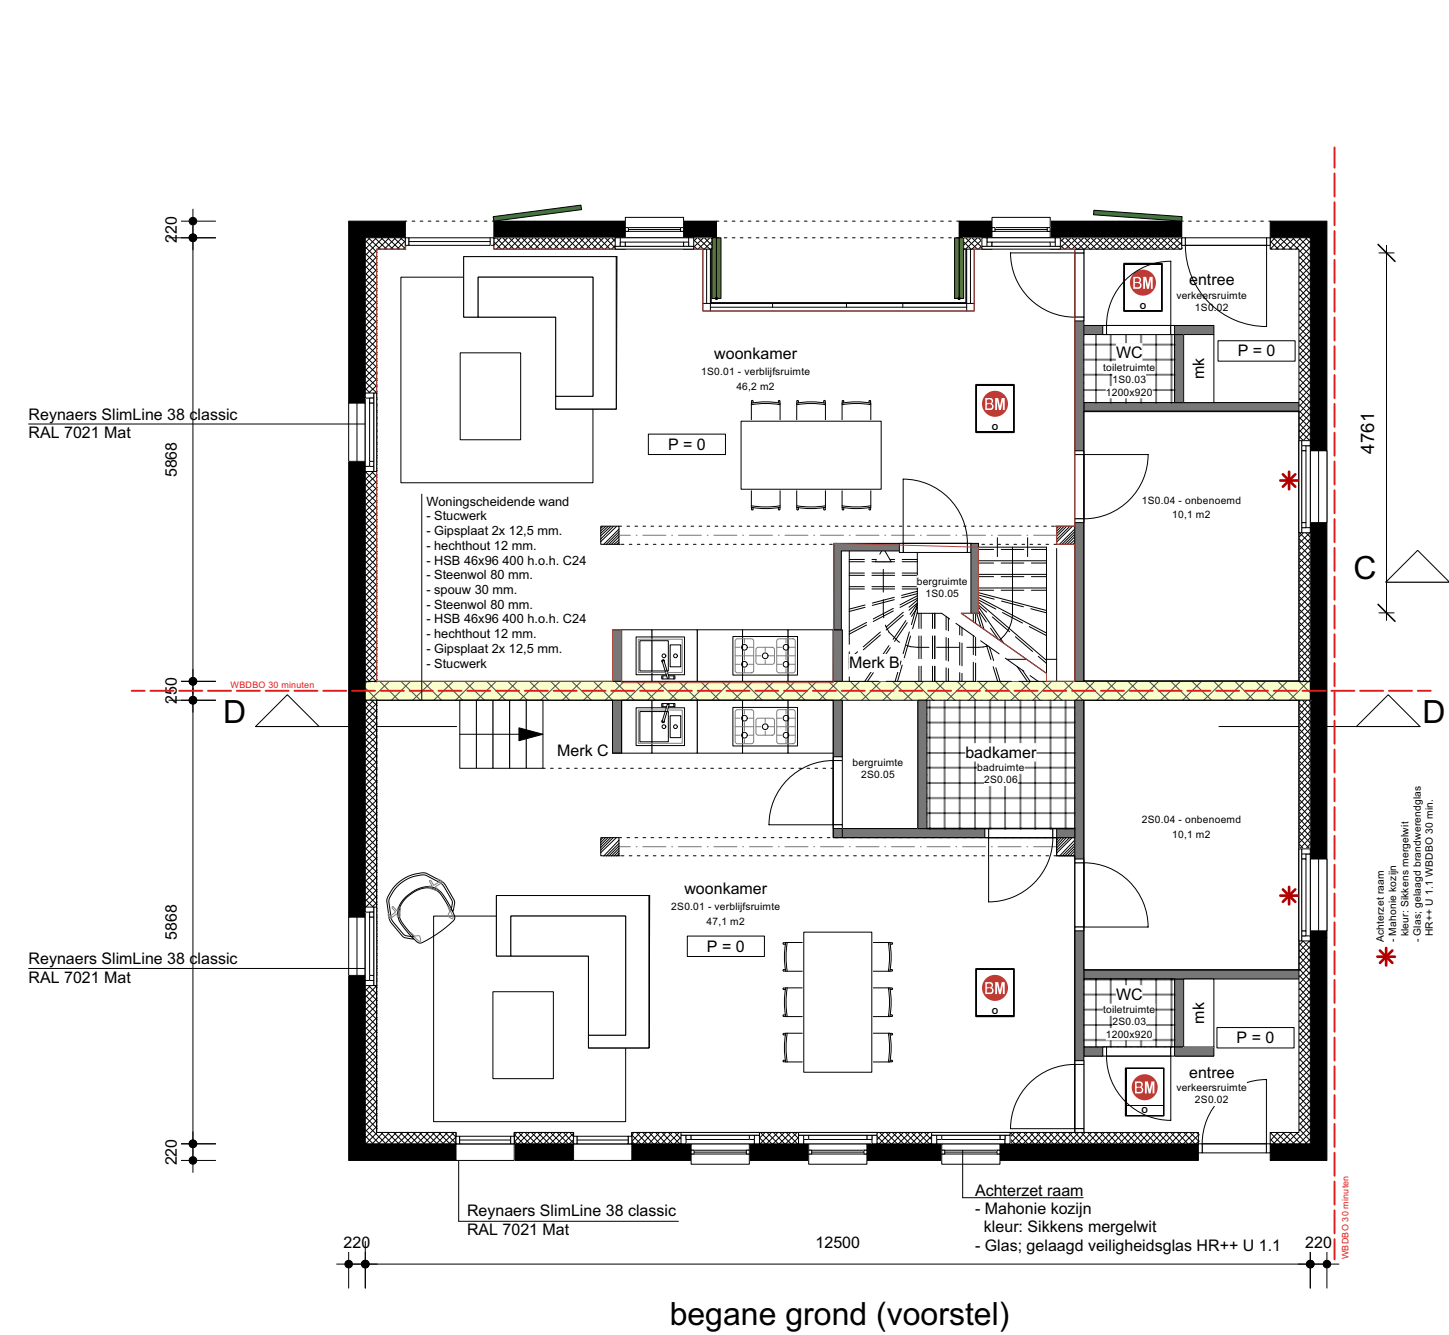 220
BM
entree
verkeersruimte
1S0.02
P = 0
WC
toiletruimte
1S0.03
1200x920
mk
woonkamer
1S0.01 - verblijfsruimte
46,2 m2
BM
P = 0
Reynaers SlimLine 38 classic
RAL 7021 Mat
5868
4761
Woningscheidende wand
- Stucwerk
- Gipsplaat 2x 12,5 mm.
- hechthout 12 mm.
- HSB 46x96 400 h.o.h. C24
- Steenwol 80 mm.
- spouw 30 mm.
- Steenwol 80 mm.
- HSB 46x96 400 h.o.h. C24
- hechthout 12 mm.
- Gipsplaat 2x 12,5 mm.
- Stucwerk
1S0.04 - onbenoemd
10,1 m2
C
bergruimte
1S0.05
Merk B
WBDBO 30 minuten
250
D
D
Merk C
bergruimte
2S0.05
badkamer
badruimte
2S0.06
2S0.04 - onbenoemd
10,1 m2
Achterzet raam
- Mahonie kozijn
kleur: Sikkens mergelwit
- Glas; gelaagd brandwerendglas
HR++ U 1.1 WBDBO 30 min.
woonkamer
2S0.01 - verblijfsruimte
47,1 m2
P = 0
5868
Reynaers SlimLine 38 classic
RAL 7021 Mat
BM
WC
toiletruimte
2S0.03
1200x920
mk
P = 0
BM
entree
verkeersruimte
2S0.02
220
Reynaers SlimLine 38 classic
RAL 7021 Mat
Achterzet raam
- Mahonie kozijn
kleur: Sikkens mergelwit
- Glas; gelaagd veiligheidsglas HR++ U 1.1
WBDBO 30 minuten
220
12500
220
begane grond (voorstel)